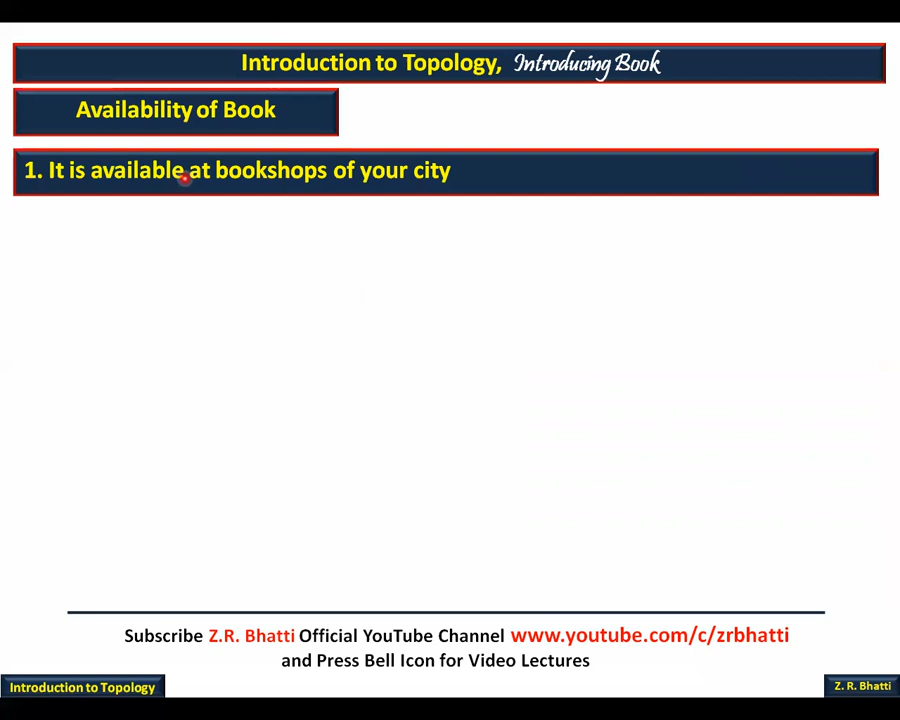 Introduction to Topology, Introducing Book
Availability of Book
1. It is available at bookshops of your city
Subscribe Z.R. Bhatti Official YouTube Channel www.youtube.com/c/zrbhatti
and Press Bell Icon for Video Lectures
Introduction to Topology
Z. R. Bhatti